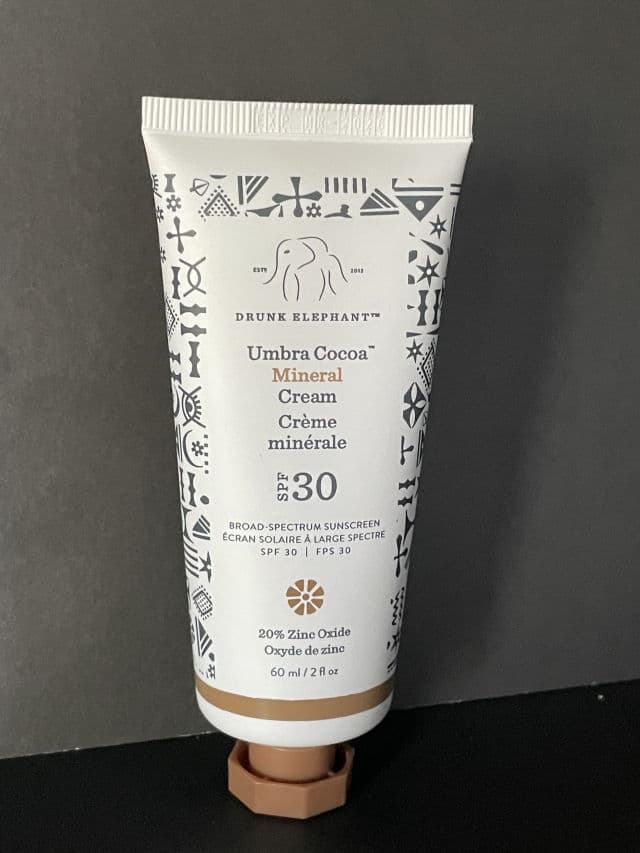 EXP
ESTD 2012
DRUNK ELEPHANT™
Umbra Cocoa™
Mineral
Cream
Crème
minérale
SPF 30
BROAD-SPECTRUM SUNSCREEN
ÉCRAN SOLAIRE À LARGE SPECTRE
SPF 30 | FPS 30
20% Zinc Oxide
Oxyde de zinc
60 ml / 2 fl oz